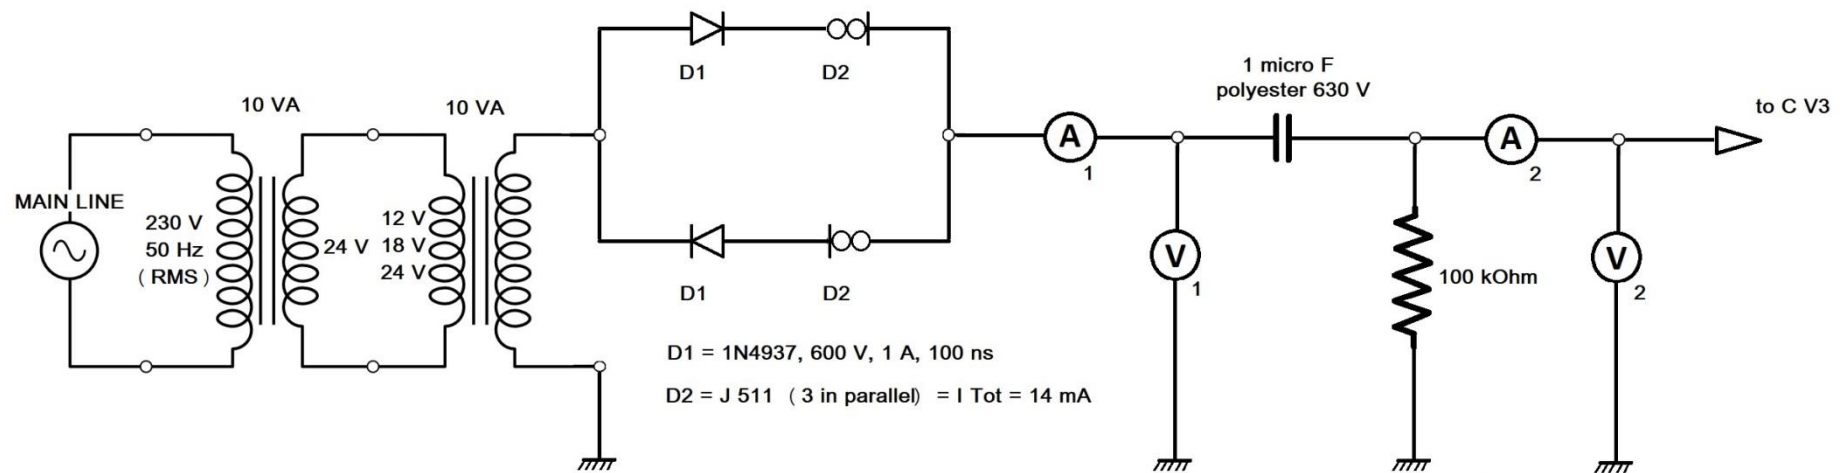 D1
D2
1 micro F
polyester 630 V
to C V3
10 VA
10 VA
A
1
A
2
MAIN LINE
230 V
50 Hz
( RMS )
24 V
12 V
18 V
24 V
V
1
100 kOhm
V
2
D1
D2
D1 = 1N4937, 600 V, 1 A, 100 ns
D2 = J 511 ( 3 in parallel) = I Tot = 14 mA